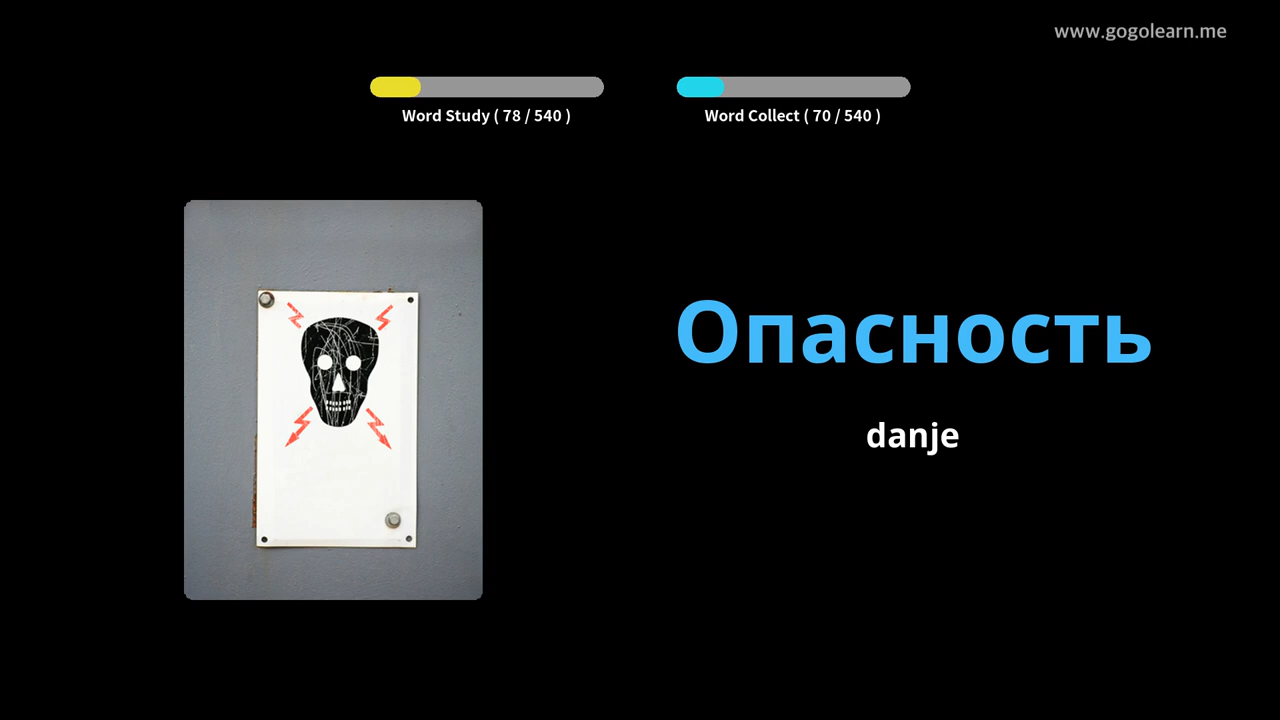 www.gogolearn.me
Word Study ( 78 / 540 )
Word Collect ( 70 / 540 )
Опасность
danje